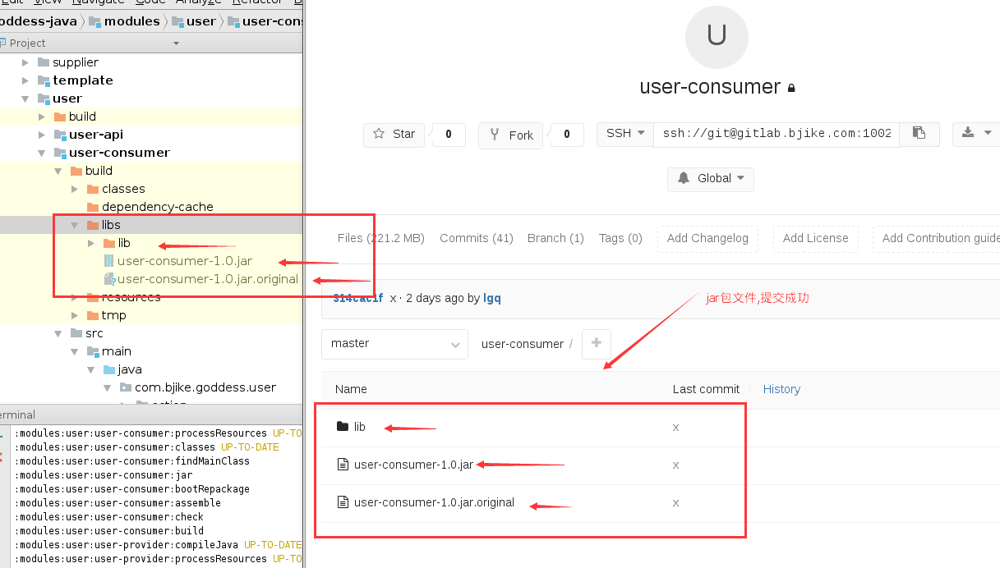 Edit View Navigate Code Analyze Refactor
oddess-java modules user user-cons
Project
supplier
template
user
build
user-api
user-consumer
build
classes
dependency-cache
libs
lib
user-consumer-1.0.jar
user-consumer-1.0.jar.original
resources
tmp
src
main
java
com.bjike.goddess.user
action
erminal
:modules:user:user-consumer:processResources UP-TO
:modules:user:user-consumer:classes UP-TO-DATE
:modules:user:user-consumer:findMainClass
:modules:user:user-consumer:jar
:modules:user:user-consumer:bootRepackage
:modules:user:user-consumer:assemble
:modules:user:user-consumer:check
:modules:user:user-consumer:build
:modules:user:user-provider:compileJava UP-TO-DATE
:modules:user:user-provider:processResources UP-TO
U
user-consumer
Star 0 Fork 0 SSH ssh://git@gitlab.bjike.com:1002
Global
Files (221.2 MB) Commits (41) Branch (1) Tags (0) Add Changelog Add License Add Contribution guide
314cac1f x · 2 days ago by lgq
jar包文件,提交成功
master user-consumer / +
Name Last commit History
lib x
user-consumer-1.0.jar x
user-consumer-1.0.jar.original x